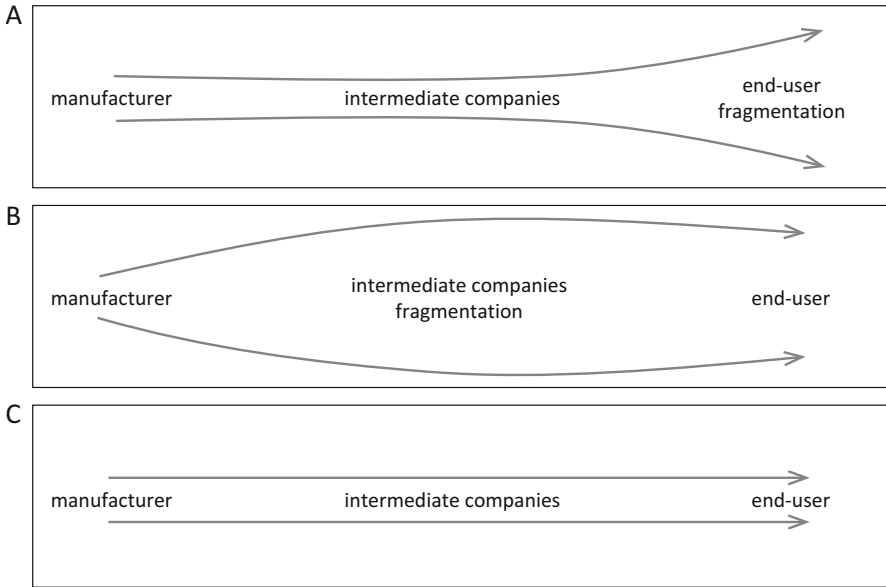 A
manufacturer
intermediate companies
end-user
fragmentation
B
manufacturer
intermediate companies
fragmentation
end-user
C
manufacturer
intermediate companies
end-user